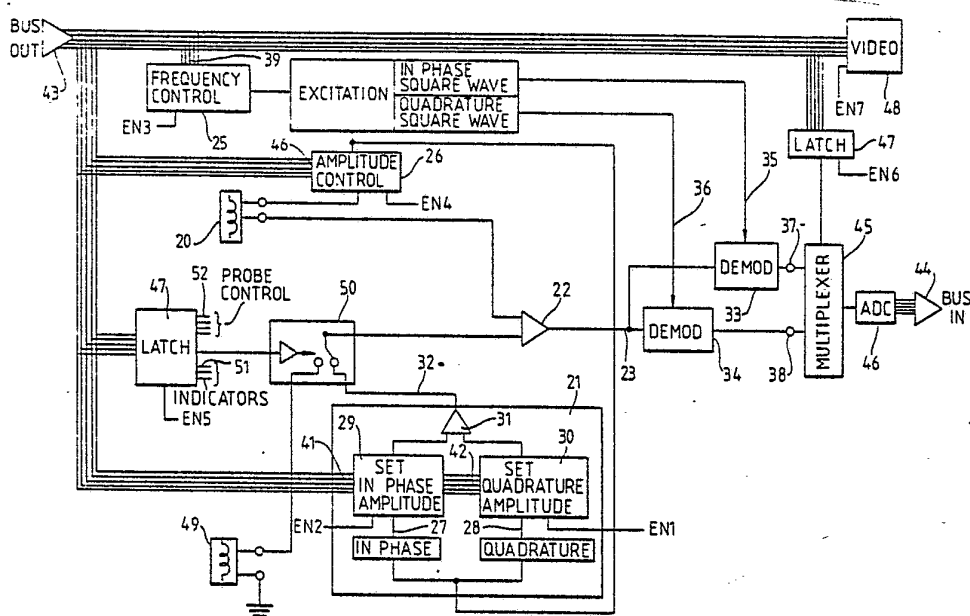 BUS
OUT
43
39
FREQUENCY
CONTROL
EN3
25
EXCITATION
IN PHASE
SQUARE WAVE
QUADRATURE
SQUARE WAVE
VIDEO
EN7
48
LATCH
47
EN6
46
AMPLITUDE
CONTROL
26
EN4
20
36
35
37
45
DEMOD
33
44
BUS
IN
MULTIPLEXER
ADC
46
DEMOD
34
38
23
22
47
52
PROBE
CONTROL
50
LATCH
51
INDICATORS
EN5
32
21
31
29
30
41
42
SET
IN PHASE
AMPLITUDE
SET
QUADRATURE
AMPLITUDE
EN2
27
28
EN1
IN PHASE
QUADRATURE
49